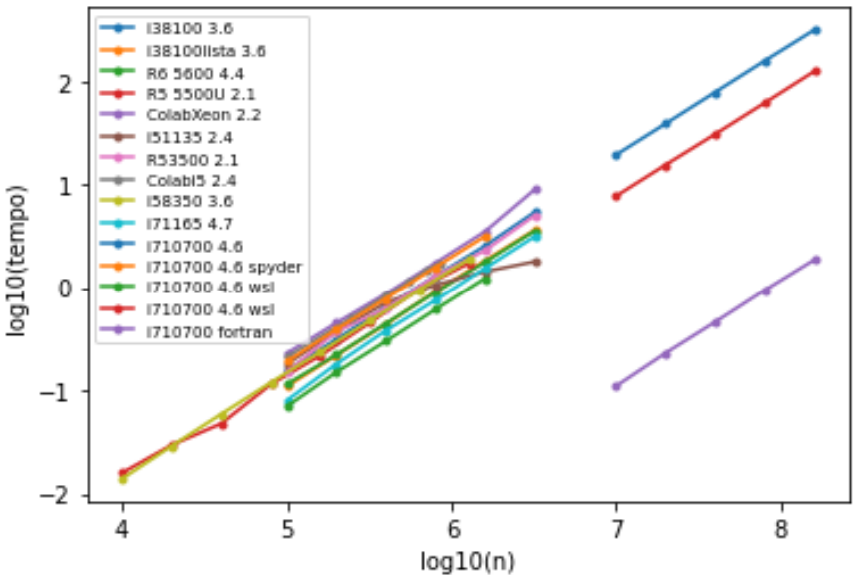 I38100 3.6
I38100lista 3.6
R6 5600 4.4
R5 5500U 2.1
ColabXeon 2.2
I51135 2.4
R53500 2.1
Colabi5 2.4
I58350 3.6
I71165 4.7
I710700 4.6
I710700 4.6 spyder
I710700 4.6 wsl
I710700 4.6 wsl
I710700 fortran
log10(tempo)
2
1
0
−1
−2
4
5
6
7
8
log10(n)